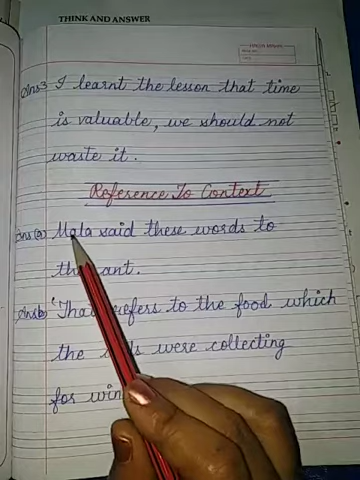 THINK AND ANSWER
Ans3 I learnt the lesson that time
is valuable, we should not
waste it.
Reference To Context
Ans(a) Mala said these words to
the ant.
Ansb) 'That refers to the food which
the were collecting
for